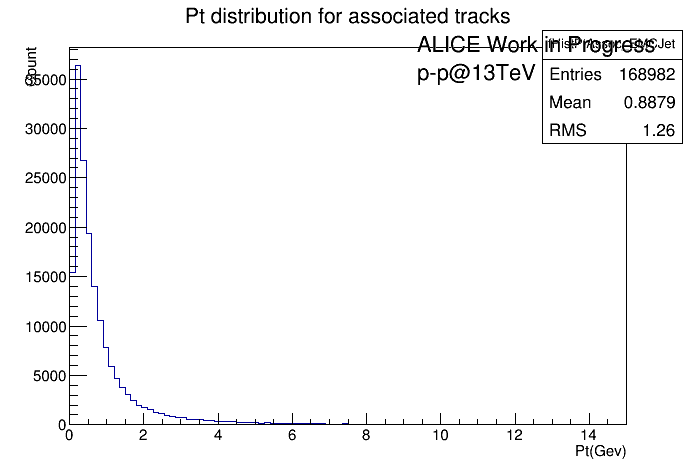 Pt distribution for associated tracks
ALICE Work in Progress
p-p@13TeV
Entries 168982
Mean 0.8879
RMS 1.26
count
35000
30000
25000
20000
15000
10000
5000
0
0 2 4 6 8 10 12 14
Pt(Gev)